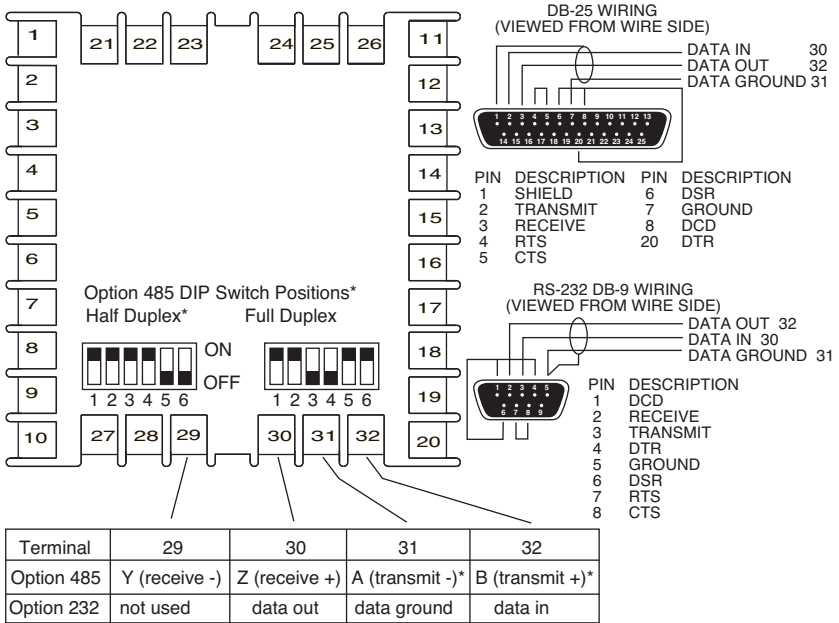 DB-25 WIRING
(VIEWED FROM WIRE SIDE)
DATA IN 30
DATA OUT 32
DATA GROUND 31
1 2 3 4 5 6 7 8 9 10 11 12 13
14 15 16 17 18 19 20 21 22 23 24 25
PIN DESCRIPTION PIN DESCRIPTION
1 SHIELD 6 DSR
2 TRANSMIT 7 GROUND
3 RECEIVE 8 DCD
4 RTS 20 DTR
5 CTS
RS-232 DB-9 WIRING
(VIEWED FROM WIRE SIDE)
DATA OUT 32
DATA IN 30
DATA GROUND 31
1 2 3 4 5
6 7 8 9
PIN DESCRIPTION
1 DCD
2 RECEIVE
3 TRANSMIT
4 DTR
5 GROUND
6 DSR
7 RTS
8 CTS
1 21 22 23 24 25 26 11
2 12
3 13
4 14
5 15
6 16
7 17
8 18
9 19
10 27 28 29 30 31 32 20
Option 485 DIP Switch Positions*
Half Duplex* Full Duplex
ON
OFF
1 2 3 4 5 6 1 2 3 4 5 6
Terminal 29 30 31 32
Option 485 Y (receive -) Z (receive +) A (transmit -)* B (transmit +)*
Option 232 not used data out data ground data in